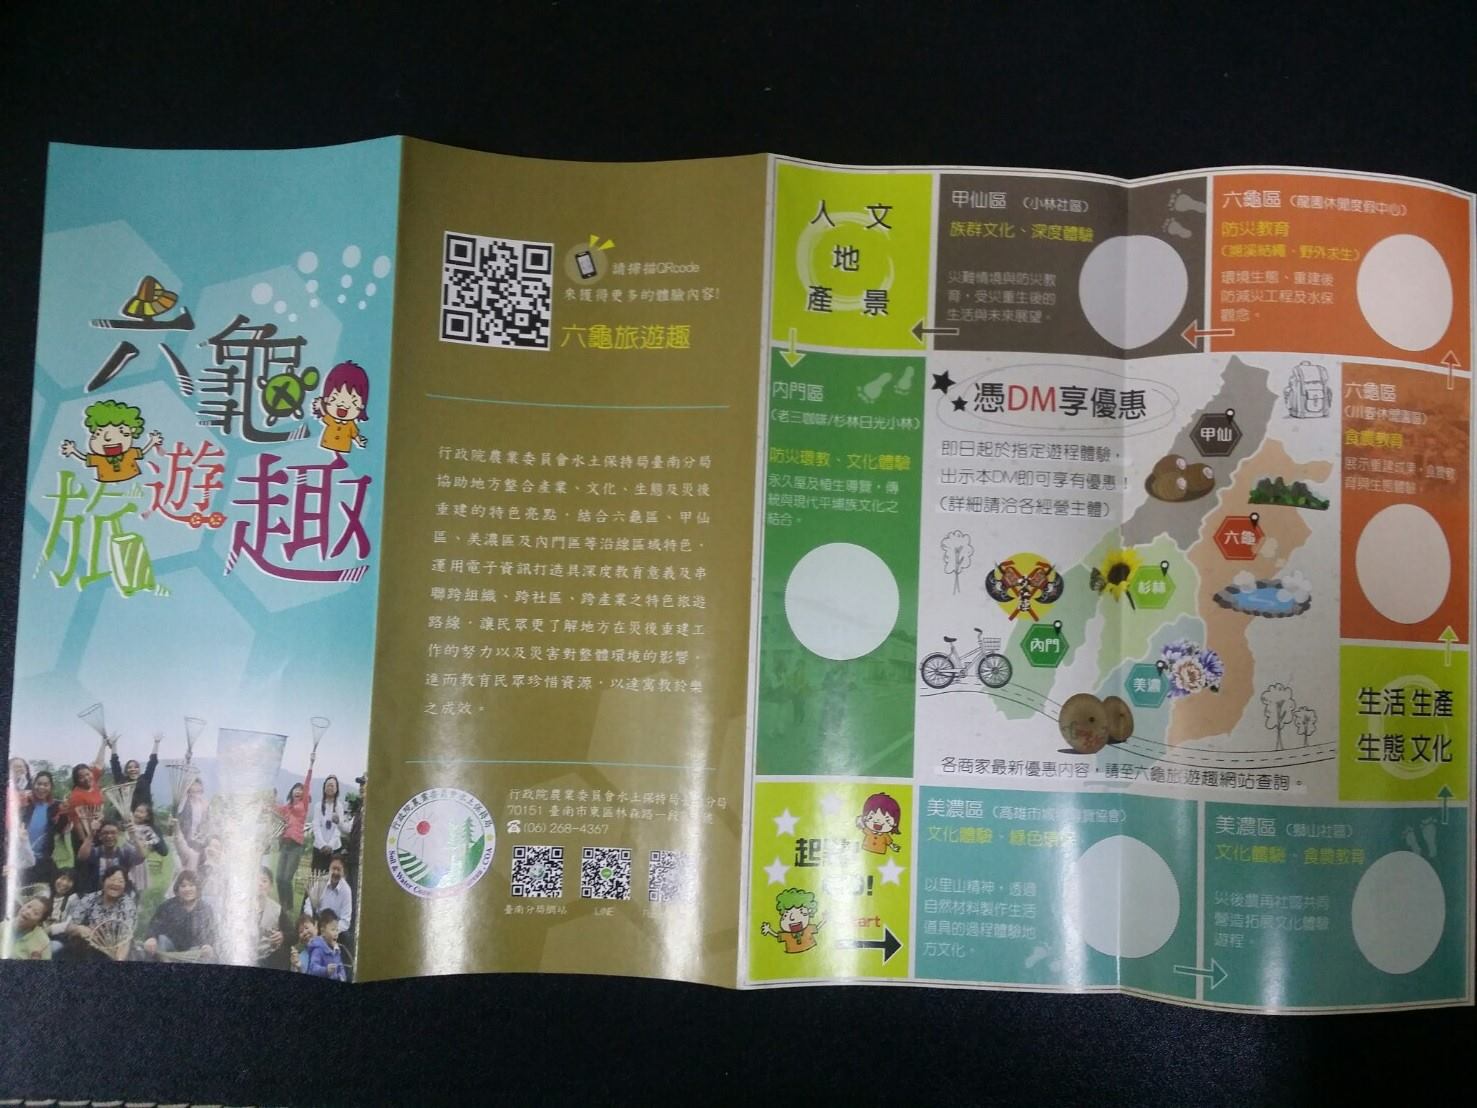 六龜
旅遊趣
請掃描QRcode
來獲得更多的體驗內容!
六龜旅遊趣
行政院農業委員會水土保持局臺南分局
協助地方整合產業、文化、生態及災後
重建的特色亮點，結合六龜區、甲仙
區、美濃區及內門區等沿線區域特色，
運用電子資訊打造具深度教育意義及串
聯跨組織、跨社區、跨產業之特色旅遊
路線，讓民眾更了解地方在災後重建工
作的努力以及災害對整體環境的影響，
進而教育民眾珍惜資源，以達寓教於樂
之成效。
行政院農業委員會水土保持局
行政院農業委員會水土保持局臺南分局
70151 臺南市東區林森路一段
(06) 268-4367
臺南分局網站
LINE
人文
地
產景
甲仙區 (小林社區)
族群文化、深度體驗
災難情境與防災教
育，受災重生後的
生活與未來展望。
六龜區 (龍園休閒度假中心)
防災教育
(溯溪結繩、野外求生)
環境生態、重建後
防減災工程及水保
觀念。
內門區
(老三咖啡/杉林日光小林)
防災環教、文化體驗
永久屋及植生導覽，傳
統與現代平埔族文化之
結合。
憑DM享優惠
即日起於指定遊程體驗，
出示本DM即可享有優惠!
(詳細請洽各經營主體)
甲仙
六龜
杉林
內門
美濃
各商家最新優惠內容，請至六龜旅遊趣網站查詢。
六龜區
(川香休閒園區)
食農教育
展示重建成果，食農教
育與生態體驗。
生活 生產
生態 文化
start
美濃區
文化體驗、綠色環保
以里山精神，透過
自然材料製作生活
道具的過程體驗地
方文化。
美濃區 (獅山社區)
文化體驗、食農教育
災後農再社區共同
營造拓展文化體驗
遊程。